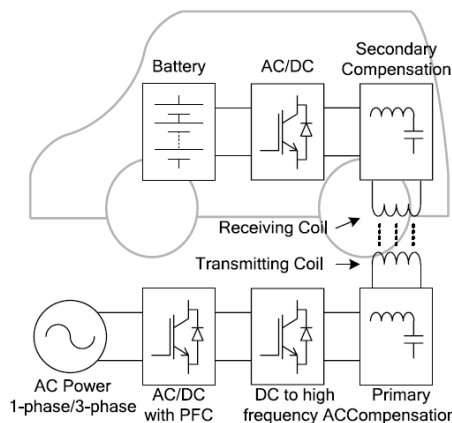 Battery
AC/DC
Secondary
Compensation
Receiving Coil
Transmitting Coil
AC Power
1-phase/3-phase
AC/DC
with PFC
DC to high
frequency AC
Primary
Compensation